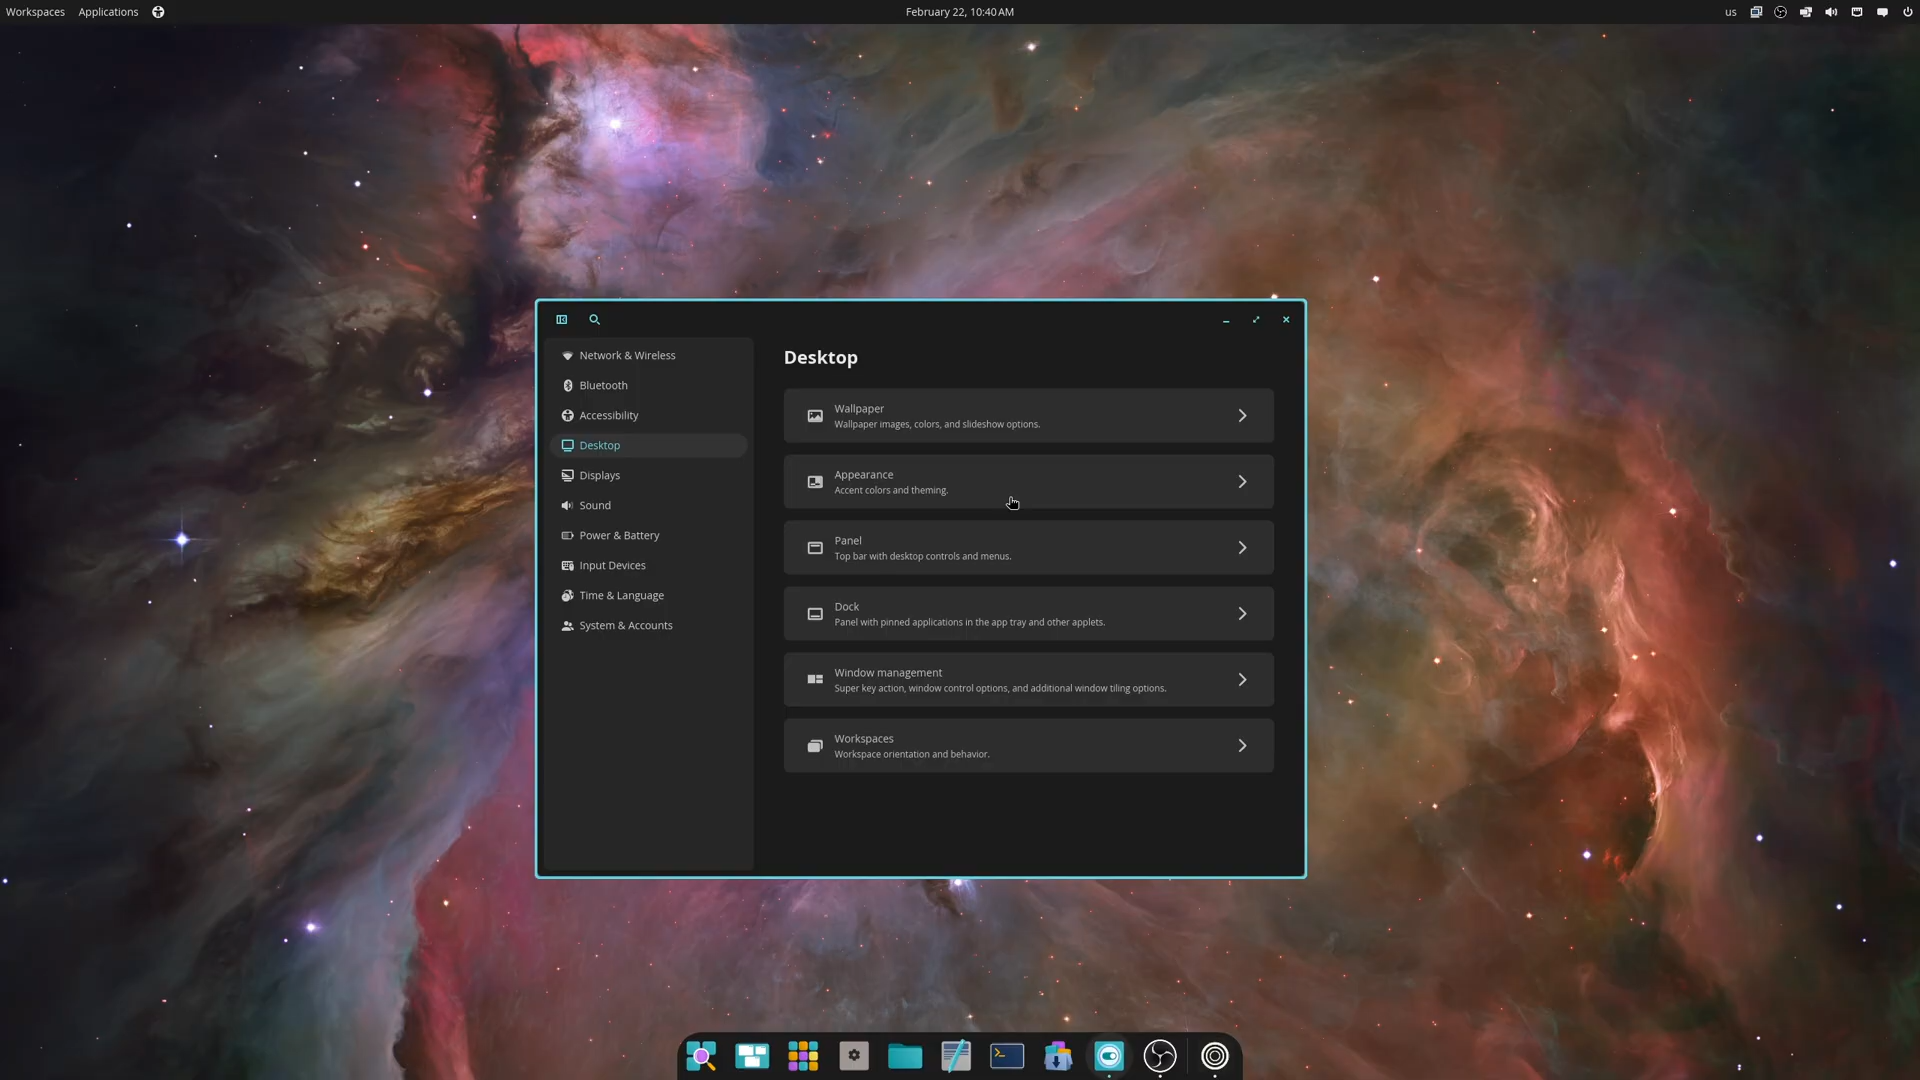 Workspaces Applications February 22, 10:40 AM us
Network & Wireless
Bluetooth
Accessibility
Desktop
Displays
Sound
Power & Battery
Input Devices
Time & Language
System & Accounts
Desktop
Wallpaper
Wallpaper images, colors, and slideshow options.
Appearance
Accent colors and theming.
Panel
Top bar with desktop controls and menus.
Dock
Panel with pinned applications in the app tray and other applets.
Window management
Super key action, window control options, and additional window tiling options.
Workspaces
Workspace orientation and behavior.